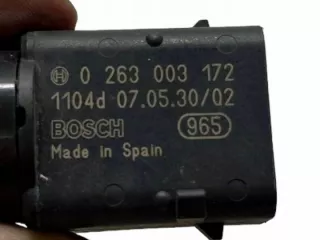 0 263 003 172
1104d 07.05.30/02
BOSCH 965
Made in Spain